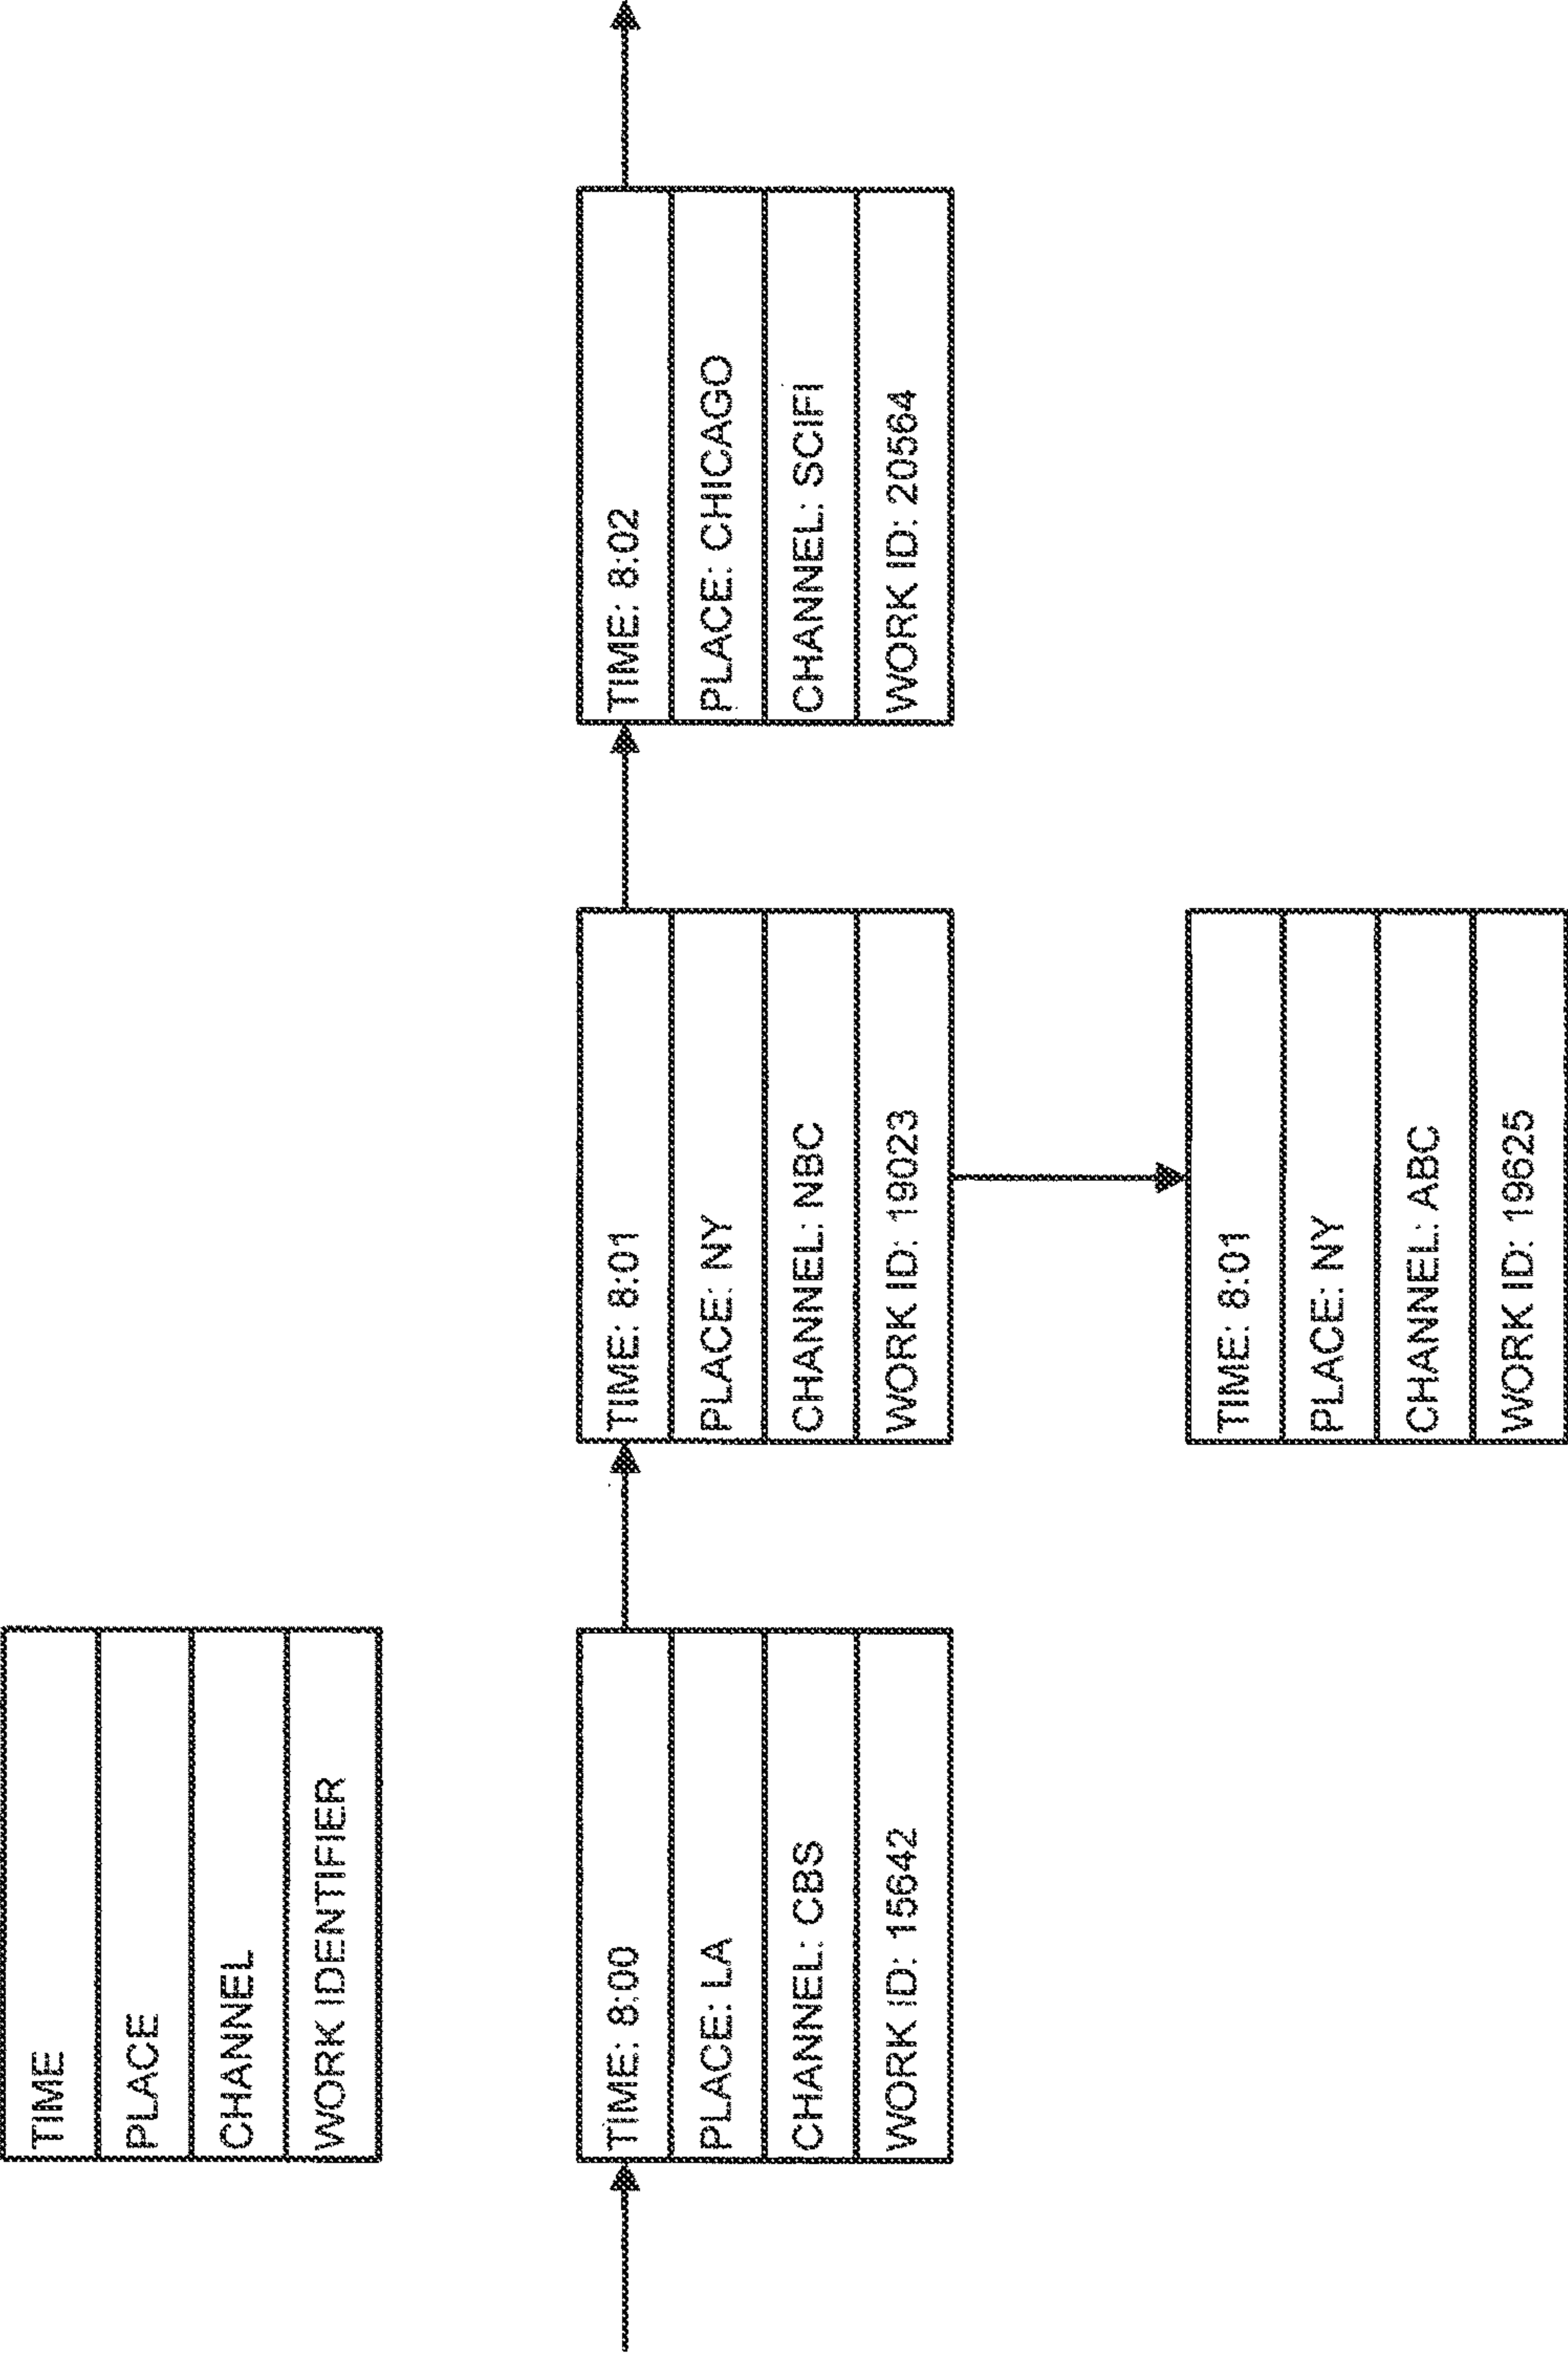 TIME
PLACE
CHANNEL
WORK IDENTIFIER
TIME: 8:00
PLACE: LA
CHANNEL: CBS
WORK ID: 15642
TIME: 8:01
PLACE: NY
CHANNEL: NBC
WORK ID: 19023
TIME: 8:02
PLACE: CHICAGO
CHANNEL: SCIFI
WORK ID: 20564
TIME: 8:01
PLACE: NY
CHANNEL: ABC
WORK ID: 19625